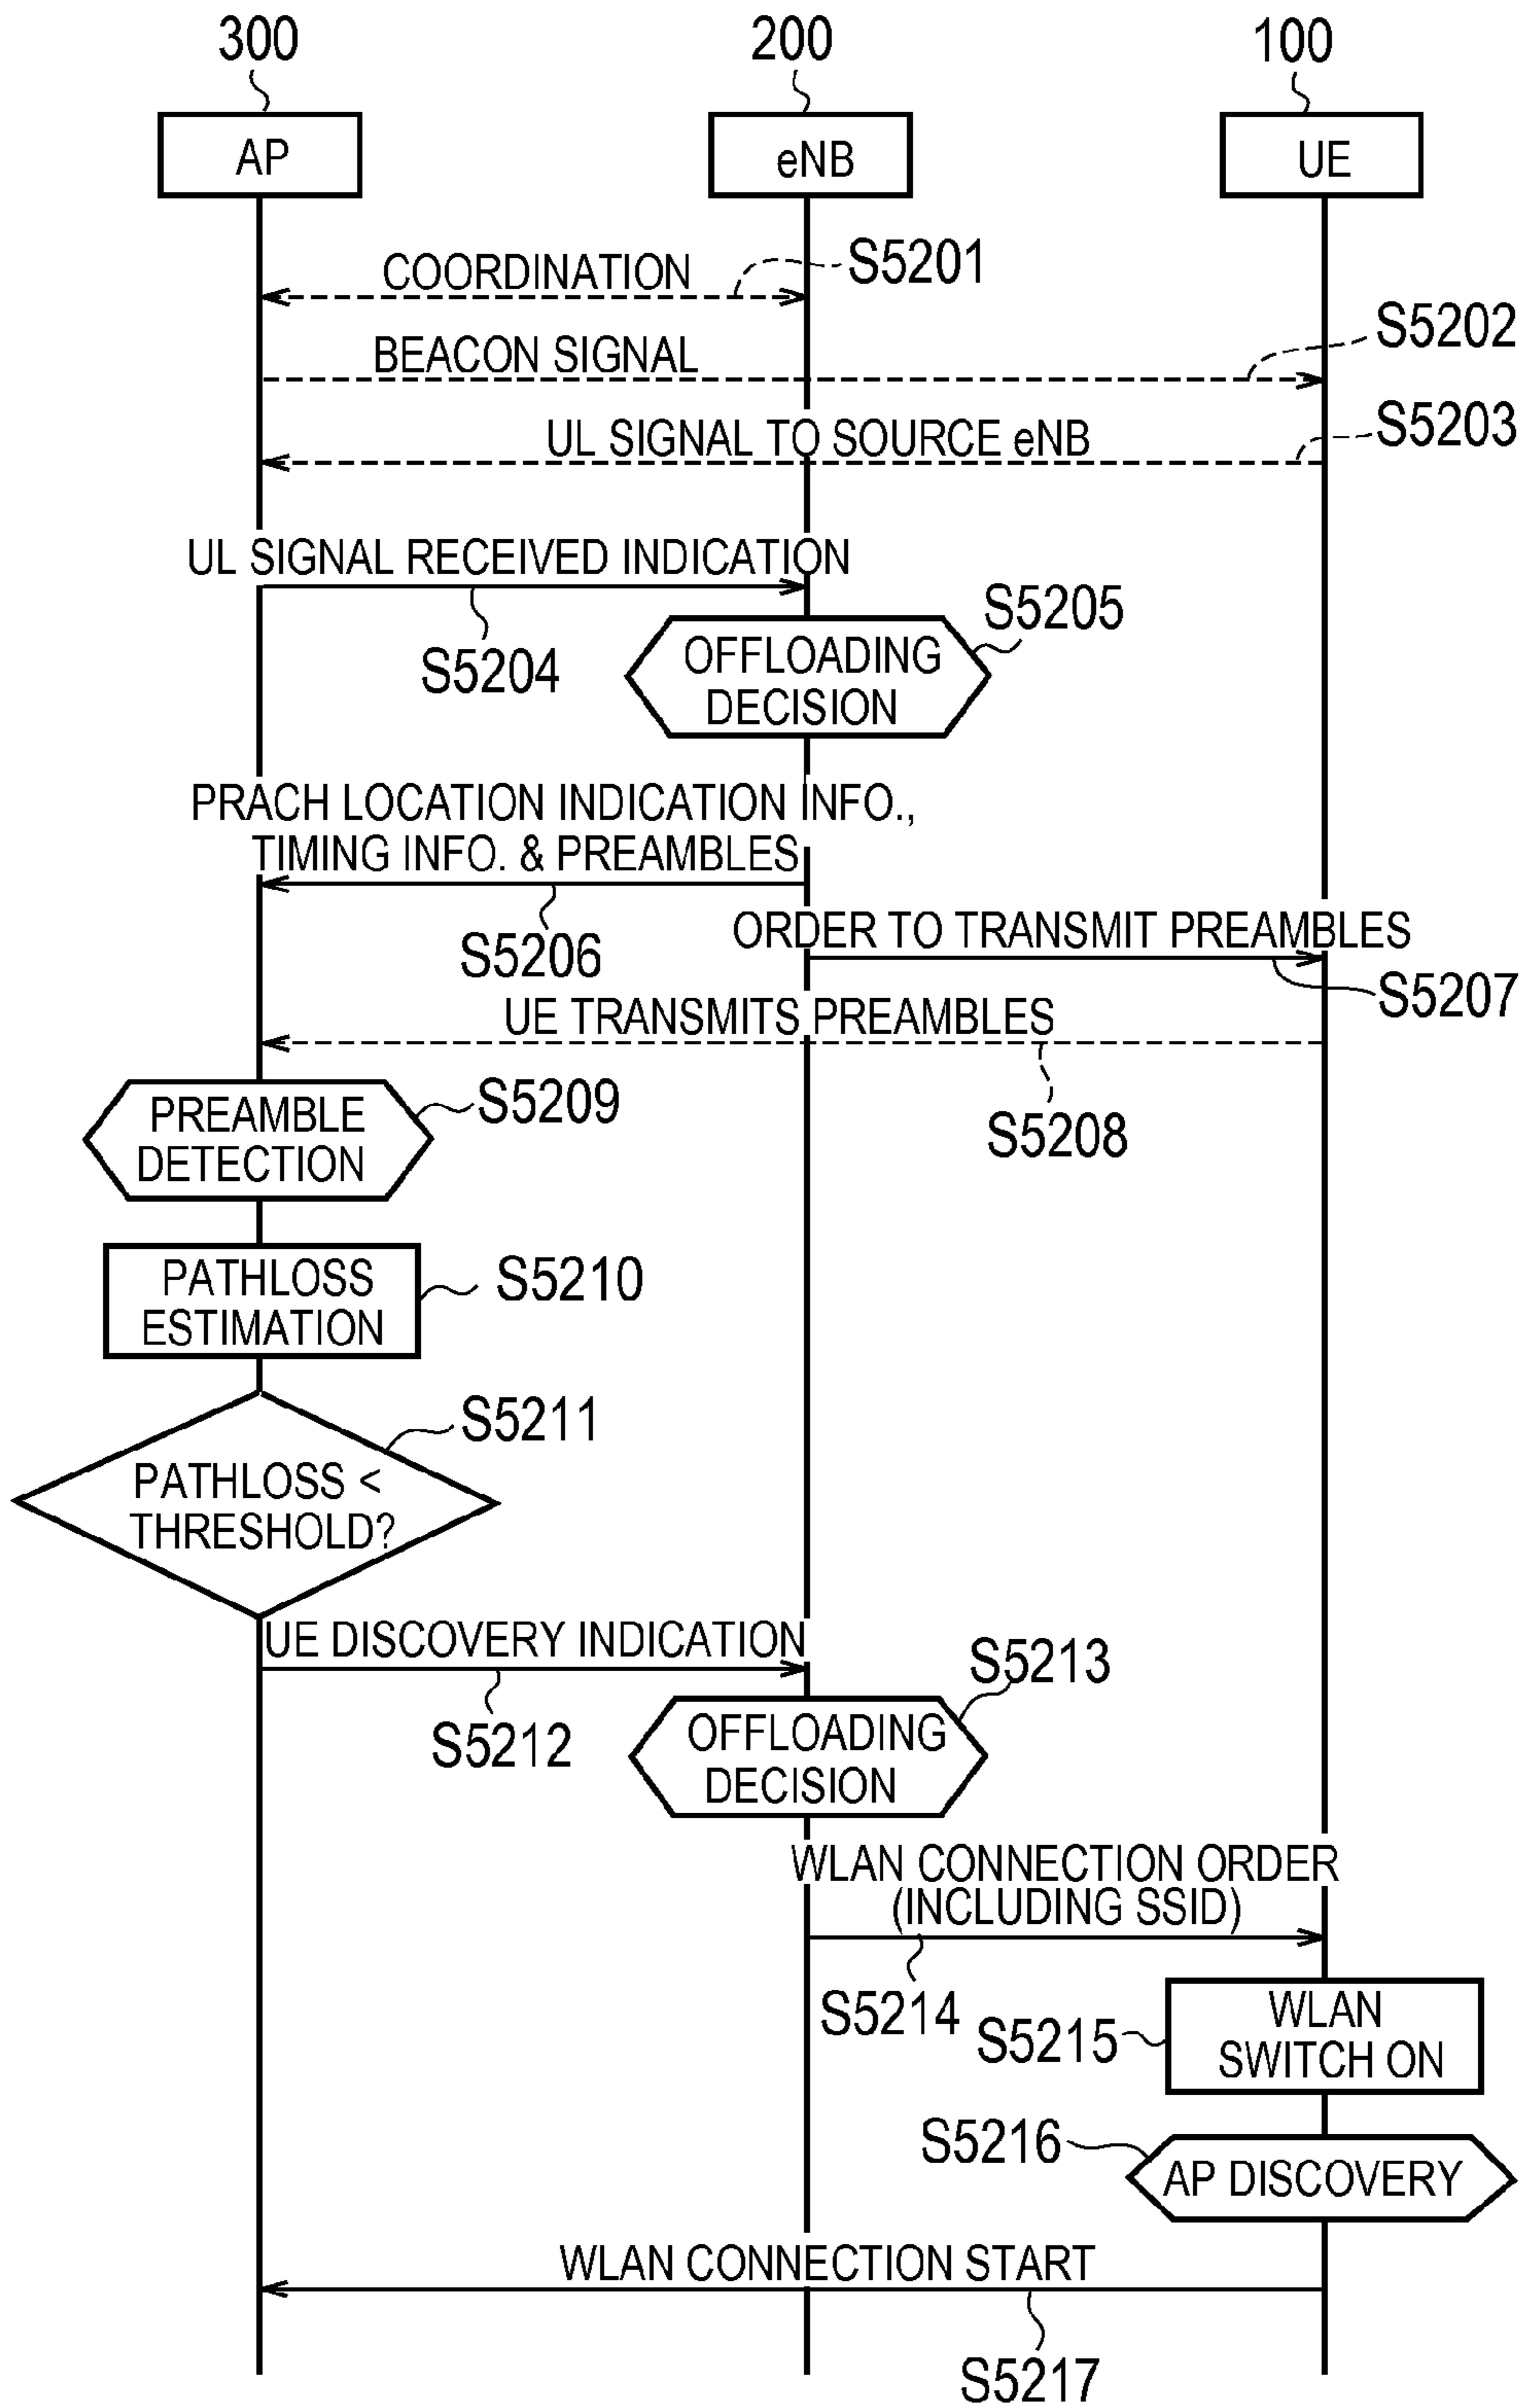 300
200
100
AP
eNB
UE
COORDINATION
S5201
BEACON SIGNAL
S5202
UL SIGNAL TO SOURCE eNB
S5203
UL SIGNAL RECEIVED INDICATION
S5204
S5205
OFFLOADING
DECISION
PRACH LOCATION INDICATION INFO.,
TIMING INFO. & PREAMBLES
S5206
ORDER TO TRANSMIT PREAMBLES
S5207
UE TRANSMITS PREAMBLES
S5208
PREAMBLE
DETECTION
S5209
PATHLOSS
ESTIMATION
S5210
S5211
PATHLOSS <
THRESHOLD?
UE DISCOVERY INDICATION
S5212
S5213
OFFLOADING
DECISION
WLAN CONNECTION ORDER
(INCLUDING SSID)
S5214
S5215
WLAN
SWITCH ON
S5216
AP DISCOVERY
WLAN CONNECTION START
S5217